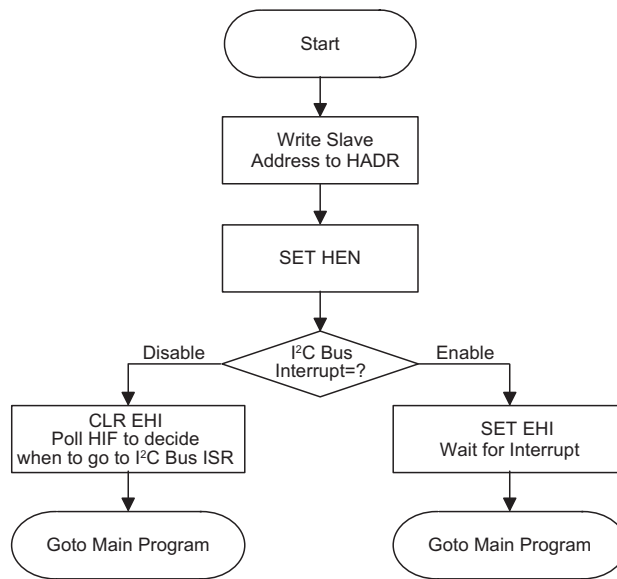 Start
Write Slave
Address to HADR
SET HEN
I²C Bus
Interrupt=?
Disable
Enable
CLR EHI
Poll HIF to decide
when to go to I²C Bus ISR
SET EHI
Wait for Interrupt
Goto Main Program
Goto Main Program